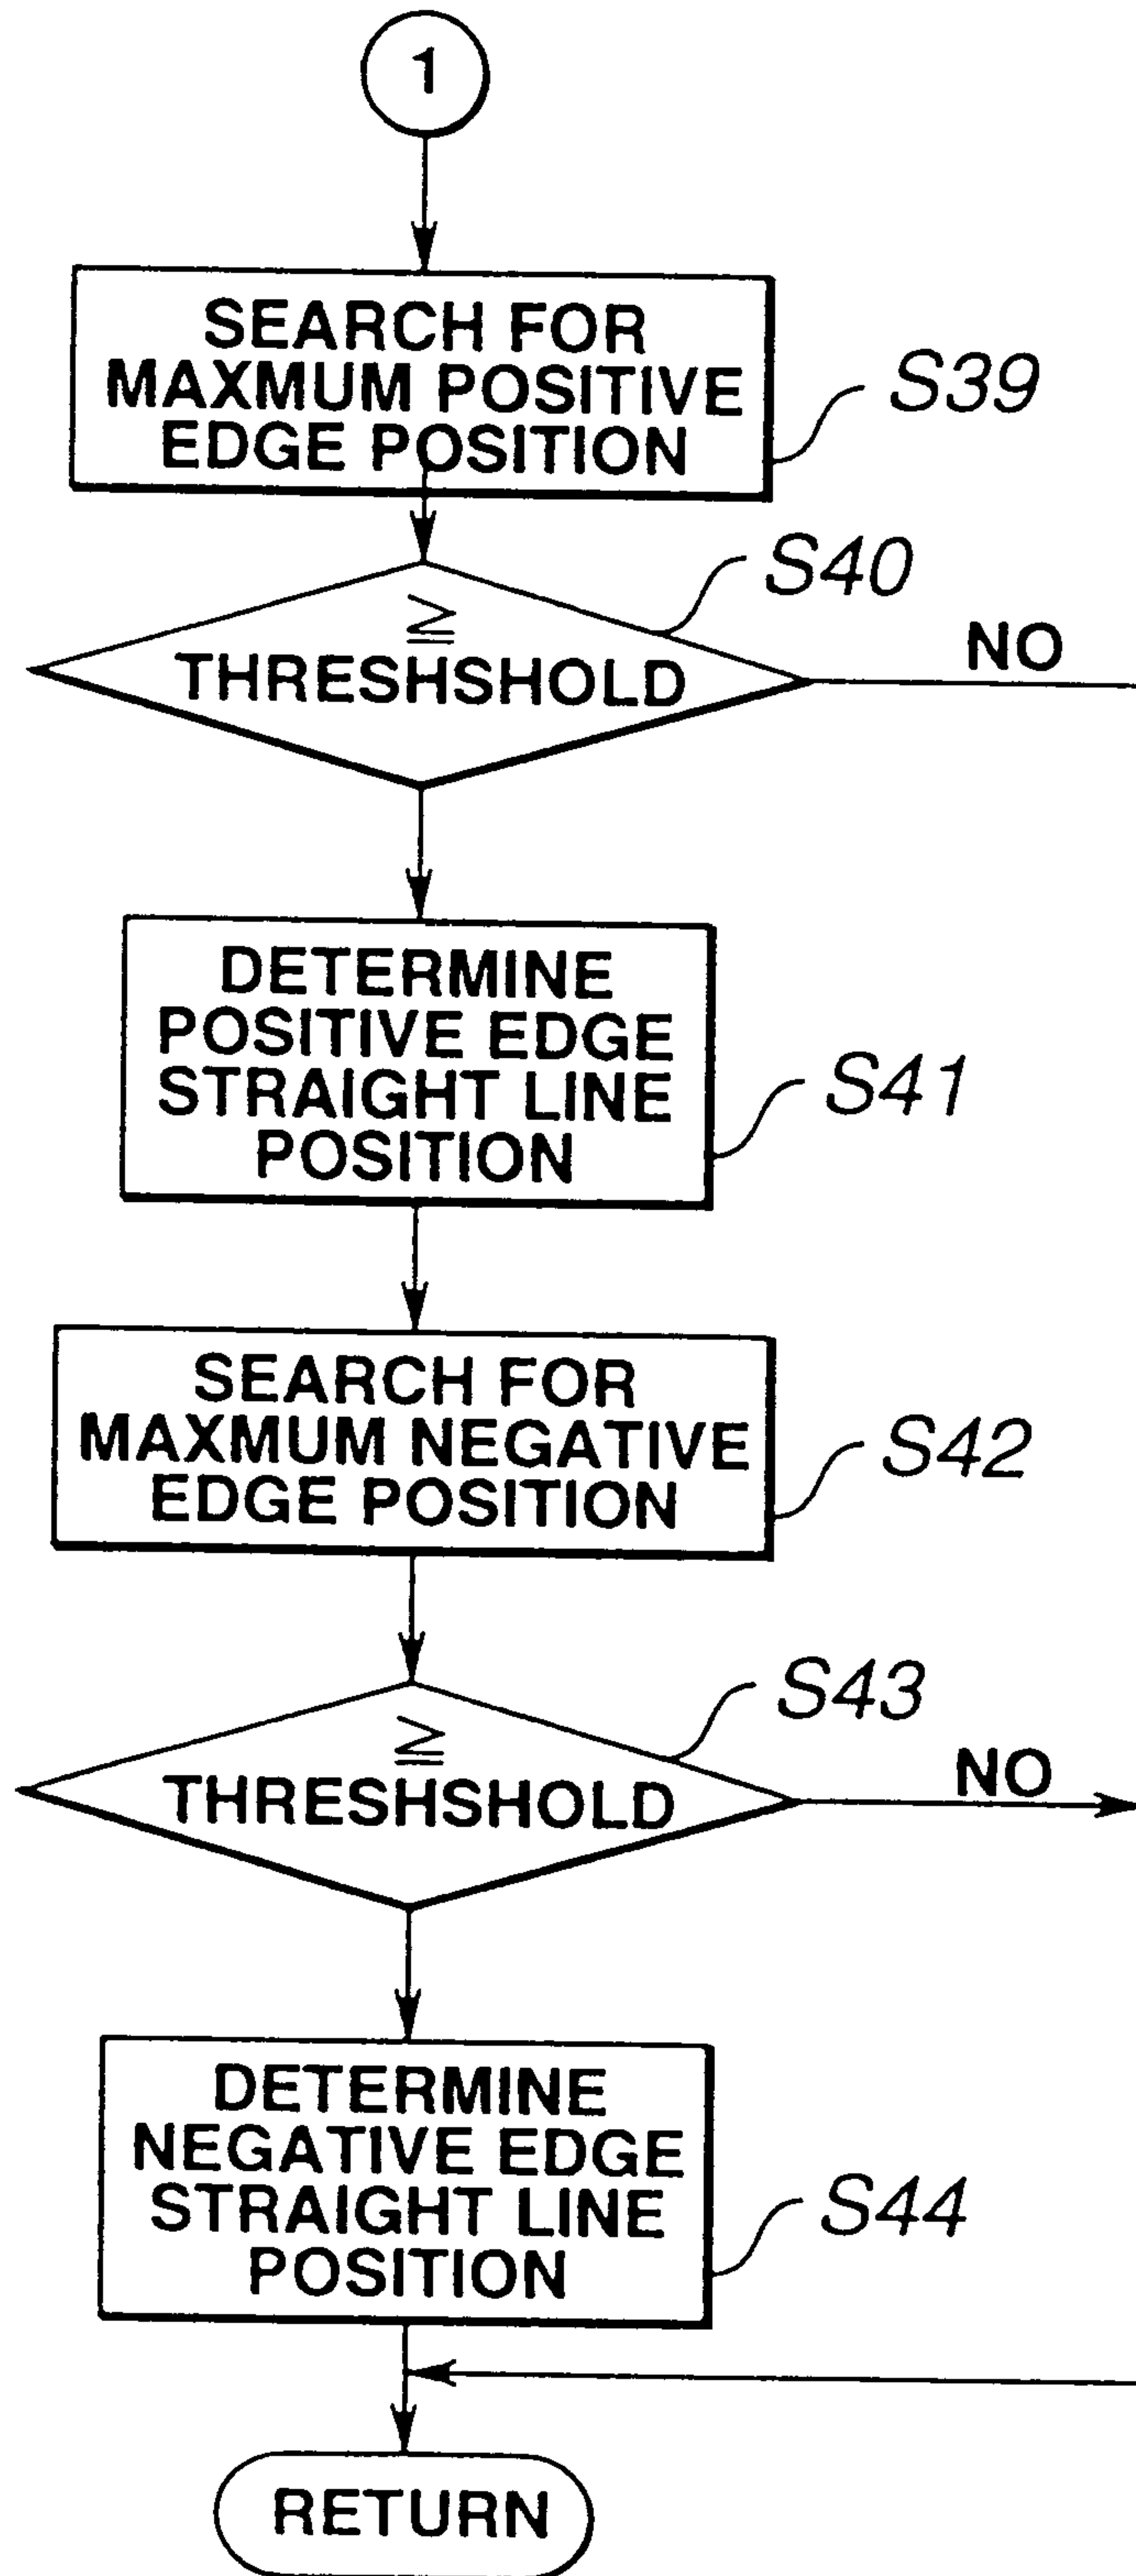 1
SEARCH FOR
MAXMUM POSITIVE
EDGE POSITION
S39
S40
≧
THRESHSHOLD
NO
DETERMINE
POSITIVE EDGE
STRAIGHT LINE
POSITION
S41
SEARCH FOR
MAXMUM NEGATIVE
EDGE POSITION
S42
S43
≧
THRESHSHOLD
NO
DETERMINE
NEGATIVE EDGE
STRAIGHT LINE
POSITION
S44
RETURN